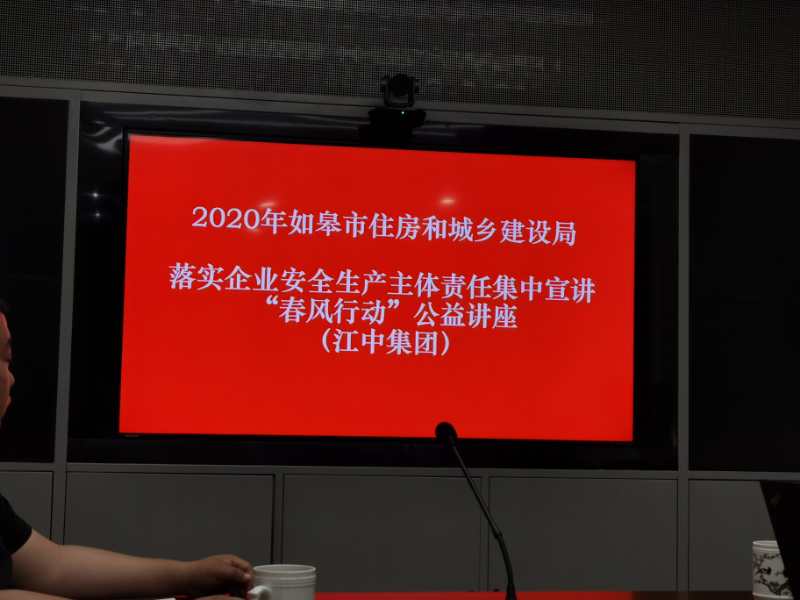 2020年如皋市住房和城乡建设局
落实企业安全生产主体责任集中宣讲
“春风行动”公益讲座
（江中集团）